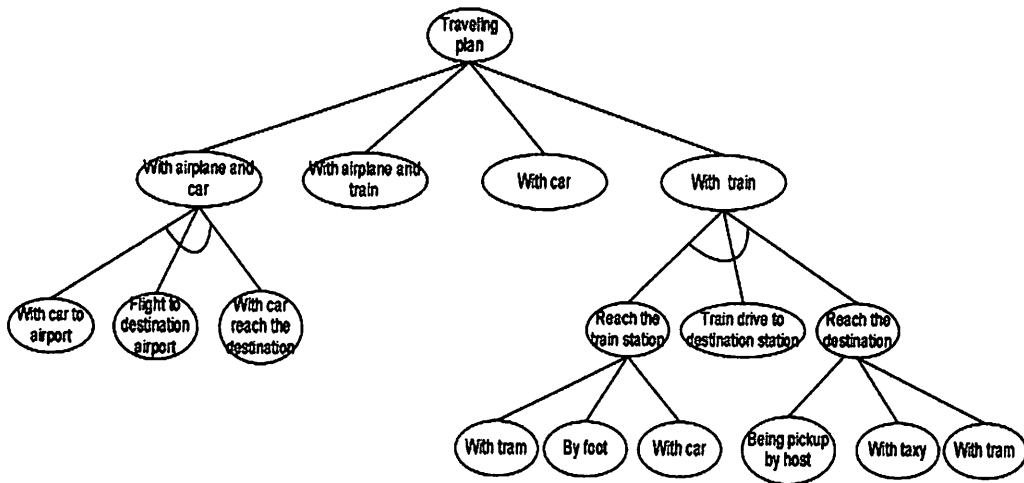 Traveling
plan
With airplane and
car
With airplane and
train
With car
With train
With car to
airport
Flight to
destination
airport
With car
reach the
destination
Reach the
train station
Train drive to
destination station
Reach the
destination
With tram
By foot
With car
Being pickup
by host
With taxy
With tram